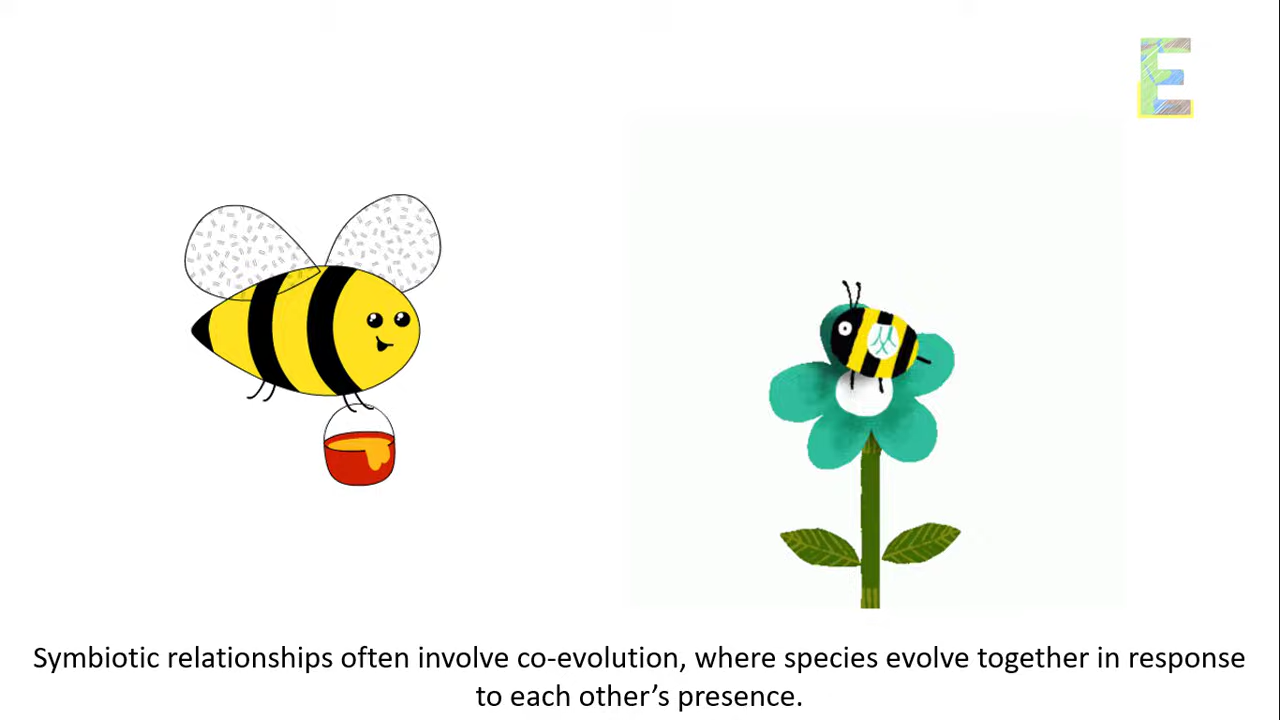 E
Symbiotic relationships often involve co-evolution, where species evolve together in response
to each other’s presence.